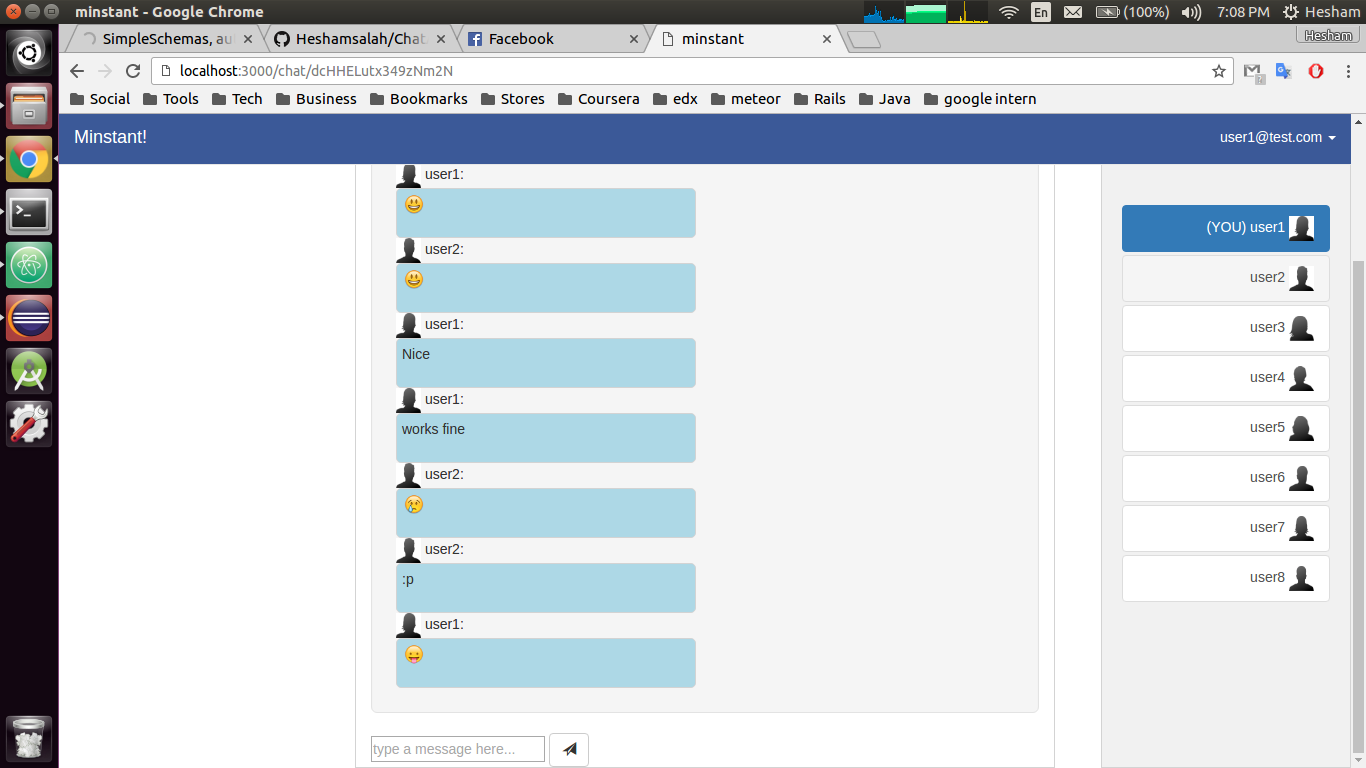 minstant - Google Chrome
En
(100%)
7:08 PM
Hesham
SimpleSchemas, au
Heshamsalah/Chat
Facebook
minstant
Hesham
localhost:3000/chat/dcHHELutx349zNm2N
Social
Tools
Tech
Business
Bookmarks
Stores
Coursera
edx
meteor
Rails
Java
google intern
Minstant!
user1@test.com
user1:
user2:
user1:
Nice
user1:
works fine
user2:
user2:
:p
user1:
type a message here...
(YOU) user1
user2
user3
user4
user5
user6
user7
user8